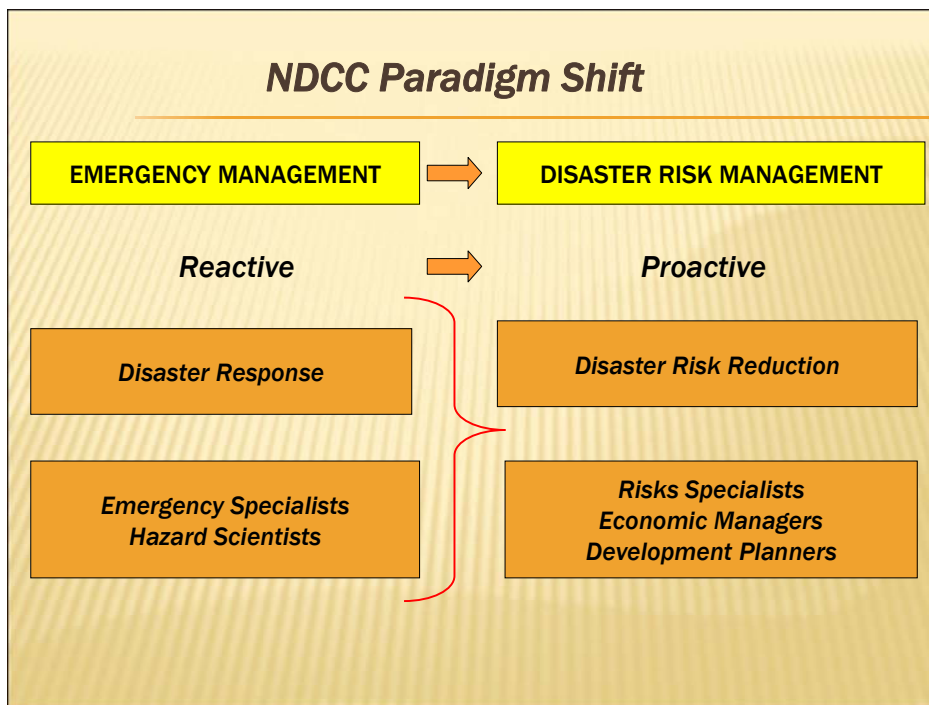 NDCC Paradigm Shift
EMERGENCY MANAGEMENT
DISASTER RISK MANAGEMENT
Reactive
Proactive
Disaster Response
Disaster Risk Reduction
Emergency Specialists
Hazard Scientists
Risks Specialists
Economic Managers
Development Planners